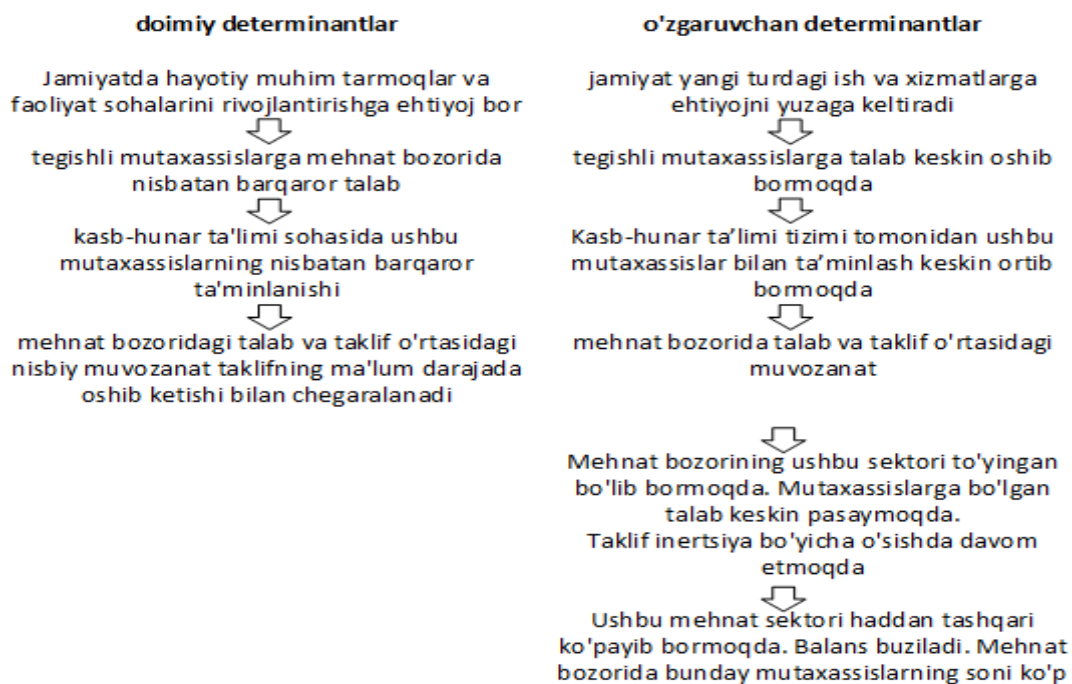 doimiy determinantlar
Jamiyatda hayotiy muhim tarmoqlar va
faoliyat sohalarini rivojlantirishga ehtiyoj bor
tegishli mutaxassislarga mehnat bozorida
nisbatan barqaror talab
kasb-hunar ta'limi sohasida ushbu
mutaxassislarning nisbatan barqaror
ta'minlanishi
mehnat bozoridagi talab va taklif o'rtasidagi
nisbiy muvozanat taklifning ma'lum darajada
oshib ketishi bilan chegaralanadi
o'zgaruvchan determinantlar
jamiyat yangi turdagi ish va xizmatlarga
ehtiyojni yuzaga keltiradi
tegishli mutaxassislarga talab keskin oshib
bormoqda
Kasb-hunar ta’limi tizimi tomonidan ushbu
mutaxassislar bilan ta’minlash keskin ortib
bormoqda
mehnat bozorida talab va taklif o'rtasidagi
muvozanat
Mehnat bozorining ushbu sektori to'yingan
bo'lib bormoqda. Mutaxassislarga bo'lgan
talab keskin pasaymoqda.
Taklif inertsiya bo'yicha o'sishda davom
etmoqda
Ushbu mehnat sektori haddan tashqari
ko'payib bormoqda. Balans buziladi. Mehnat
bozorida bunday mutaxassislarning soni ko'p